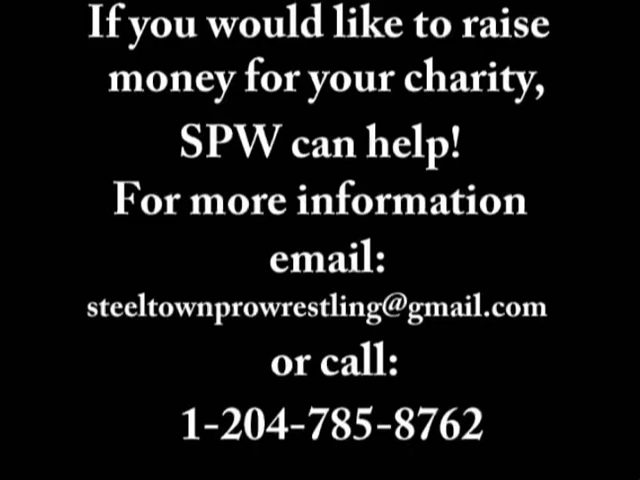 If you would like to raise
money for your charity,
SPW can help!
For more information
email:
steeltownprowrestling@gmail.com
or call:
1-204-785-8762